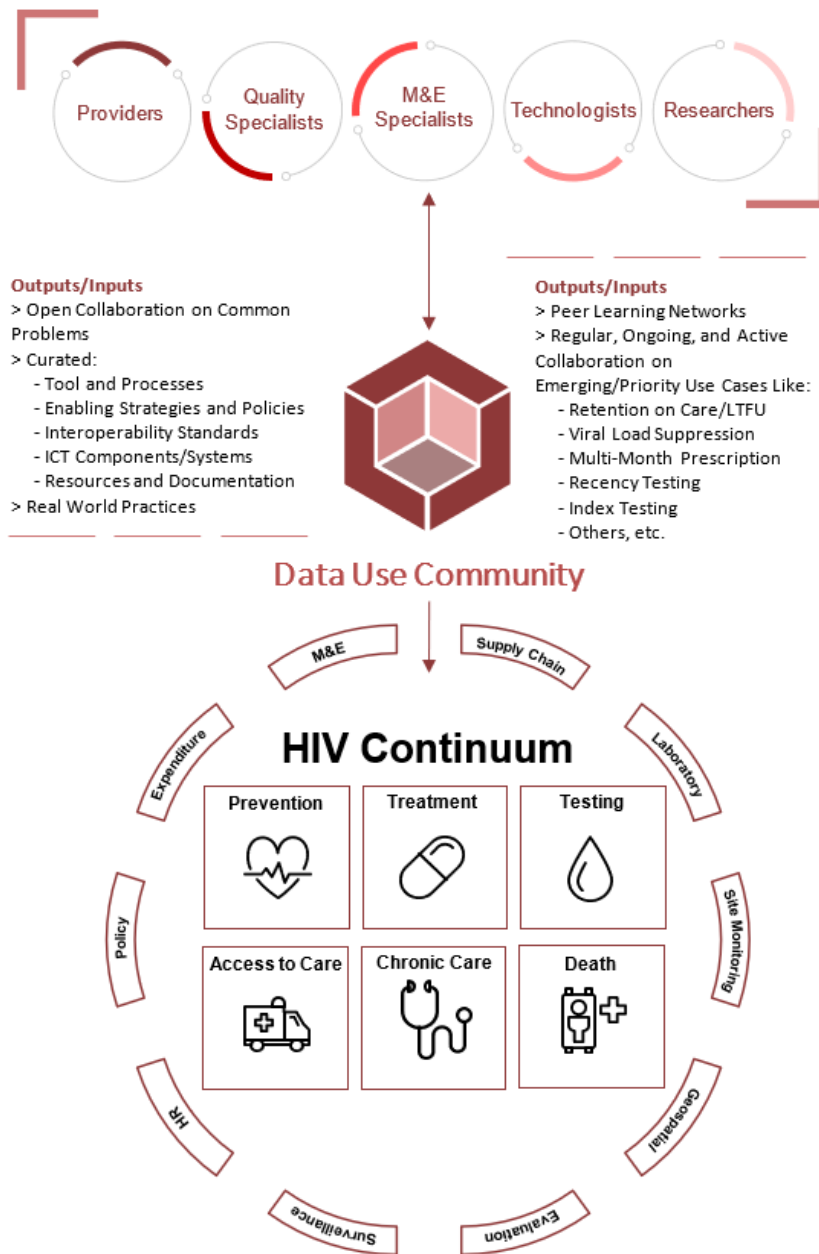 Providers
Quality
Specialists
M&E
Specialists
Technologists
Researchers
Outputs/Inputs
> Open Collaboration on Common
Problems
> Curated:
- Tool and Processes
- Enabling Strategies and Policies
- Interoperability Standards
- ICT Components/Systems
- Resources and Documentation
> Real World Practices
Outputs/Inputs
> Peer Learning Networks
> Regular, Ongoing, and Active
Collaboration on
Emerging/Priority Use Cases Like:
- Retention on Care/LTFU
- Viral Load Suppression
- Multi-Month Prescription
- Recency Testing
- Index Testing
- Others, etc.
Data Use Community
M&E
Supply Chain
Expenditure
Laboratory
HIV Continuum
Prevention
Treatment
Testing
Policy
Site Monitoring
Access to Care
Chronic Care
Death
HR
Geospatial
Surveillance
Evaluation